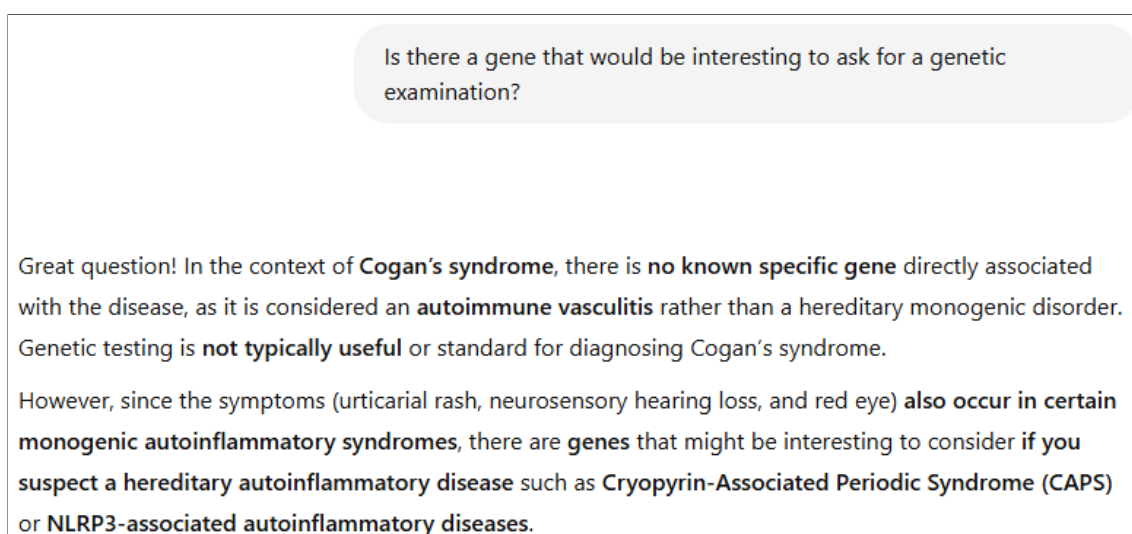 Is there a gene that would be interesting to ask for a genetic
examination?
Great question! In the context of Cogan’s syndrome, there is no known specific gene directly associated
with the disease, as it is considered an autoimmune vasculitis rather than a hereditary monogenic disorder.
Genetic testing is not typically useful or standard for diagnosing Cogan’s syndrome.
However, since the symptoms (urticarial rash, neurosensory hearing loss, and red eye) also occur in certain
monogenic autoinflammatory syndromes, there are genes that might be interesting to consider if you
suspect a hereditary autoinflammatory disease such as Cryopyrin-Associated Periodic Syndrome (CAPS)
or NLRP3-associated autoinflammatory diseases.